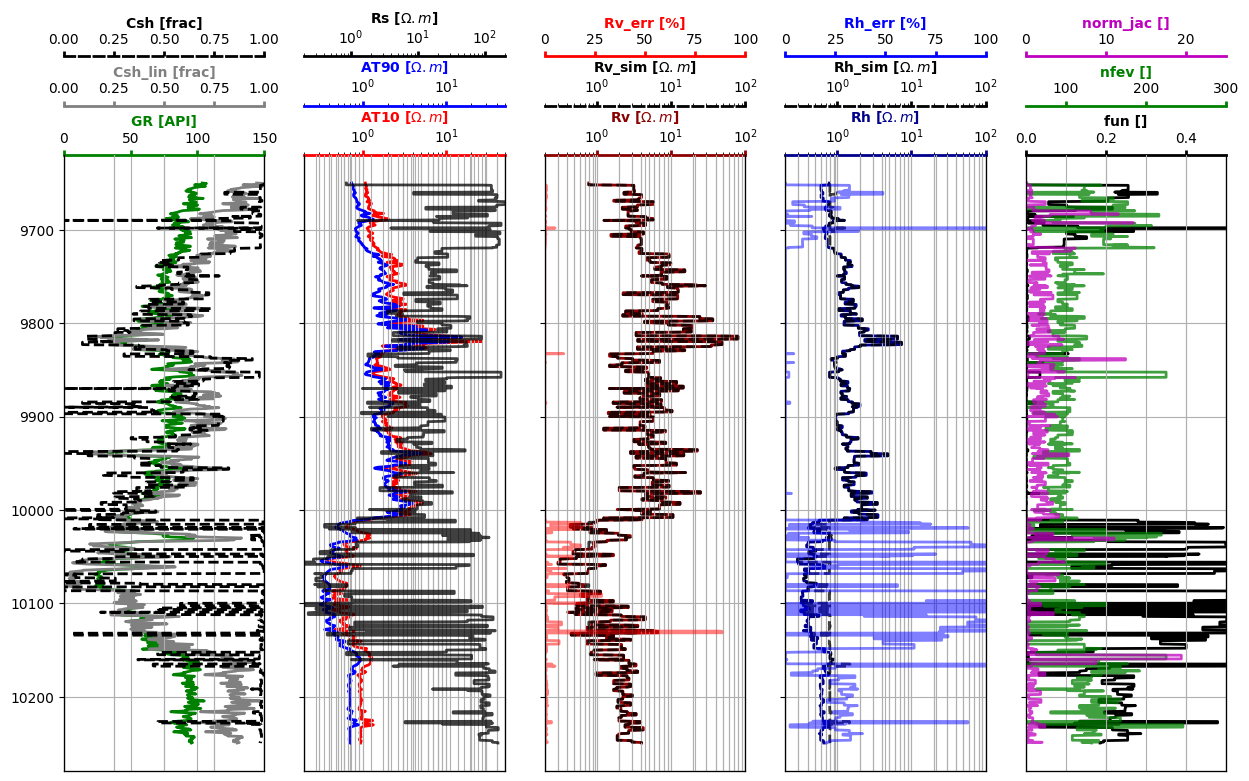 Csh [frac]
0.00 0.25 0.50 0.75 1.00
Csh_lin [frac]
0.00 0.25 0.50 0.75 1.00
GR [API]
0 50 100 150
Rs [Ω.m]
10⁰ 10¹ 10²
AT90 [Ω.m]
10⁰ 10¹
AT10 [Ω.m]
10⁰ 10¹
Rv_err [%]
0 25 50 75 100
Rv_sim [Ω.m]
10⁰ 10¹ 10²
Rv [Ω.m]
10⁰ 10¹ 10²
Rh_err [%]
0 25 50 75 100
Rh_sim [Ω.m]
10⁰ 10¹ 10²
Rh [Ω.m]
10⁰ 10¹ 10²
norm_jac []
0 10 20
nfev []
100 200 300
fun []
0.0 0.2 0.4
9700
9800
9900
10000
10100
10200